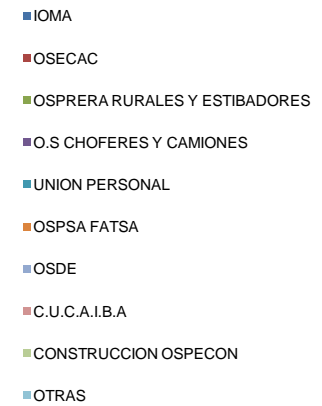 IOMA
OSECAC
OSPRERA RURALES Y ESTIBADORES
O.S CHOFERES Y CAMIONES
UNION PERSONAL
OSPSA FATSA
OSDE
C.U.C.A.I.B.A
CONSTRUCCION OSPECON
OTRAS